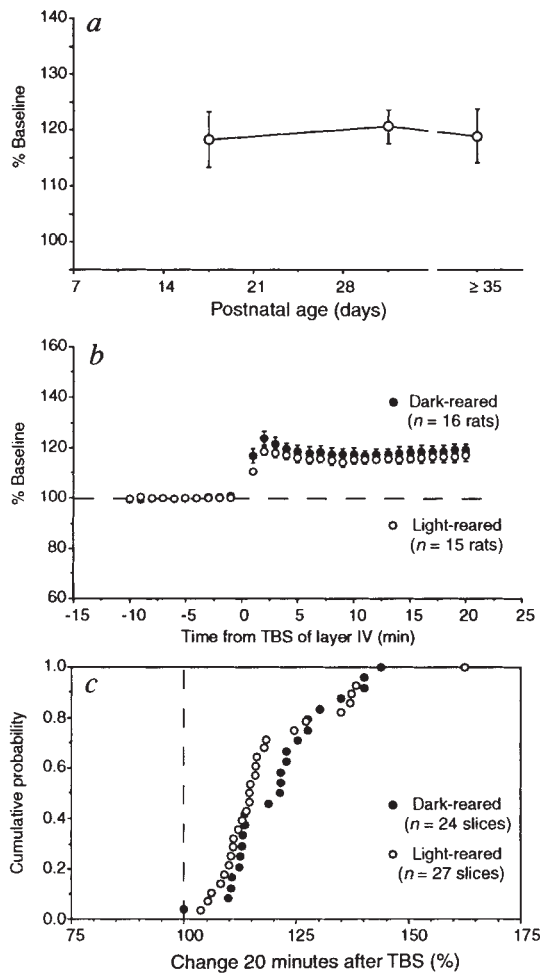 a
140
130
120
110
100
% Baseline
7 14 21 28 ≥ 35
Postnatal age (days)
b
160
140
120
100
80
60
% Baseline
Dark-reared
(n = 16 rats)
Light-reared
(n = 15 rats)
-15 -10 -5 0 5 10 15 20 25
Time from TBS of layer IV (min)
c
1.0
0.8
0.6
0.4
0.2
0.0
Cumulative probability
Dark-reared
(n = 24 slices)
Light-reared
(n = 27 slices)
75 100 125 150 175
Change 20 minutes after TBS (%)